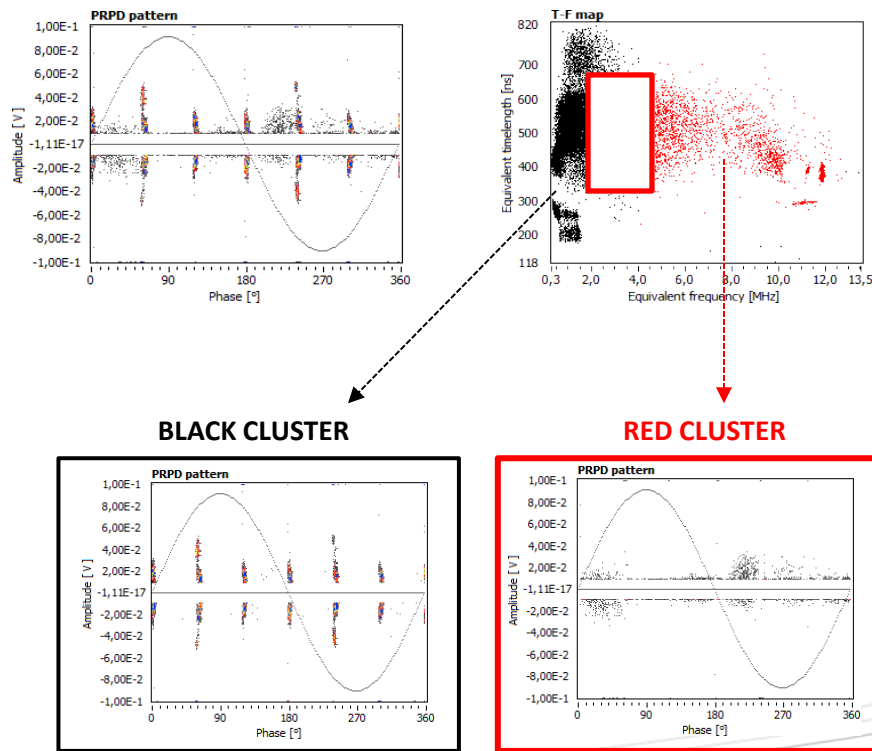 PRPD pattern
1,00E-1
8,00E-2
6,00E-2
4,00E-2
2,00E-2
-1,11E-17
-2,00E-2
-4,00E-2
-6,00E-2
-8,00E-2
-1,00E-1
Amplitude [ V ]
0 90 180 270 360
Phase [°]
T-F map
820
700
600
500
400
300
200
118
Equivalent timelength [ns]
0,3 2,0 4,0 6,0 8,0 10,0 12,0 13,5
Equivalent frequency [MHz]
BLACK CLUSTER
PRPD pattern
1,00E-1
8,00E-2
6,00E-2
4,00E-2
2,00E-2
-1,11E-17
-2,00E-2
-4,00E-2
-6,00E-2
-8,00E-2
-1,00E-1
Amplitude [ V ]
0 90 180 270 360
Phase [°]
RED CLUSTER
PRPD pattern
1,00E-1
8,00E-2
6,00E-2
4,00E-2
2,00E-2
-1,11E-17
-2,00E-2
-4,00E-2
-6,00E-2
-8,00E-2
-1,00E-1
Amplitude [ V ]
0 90 180 270 360
Phase [°]